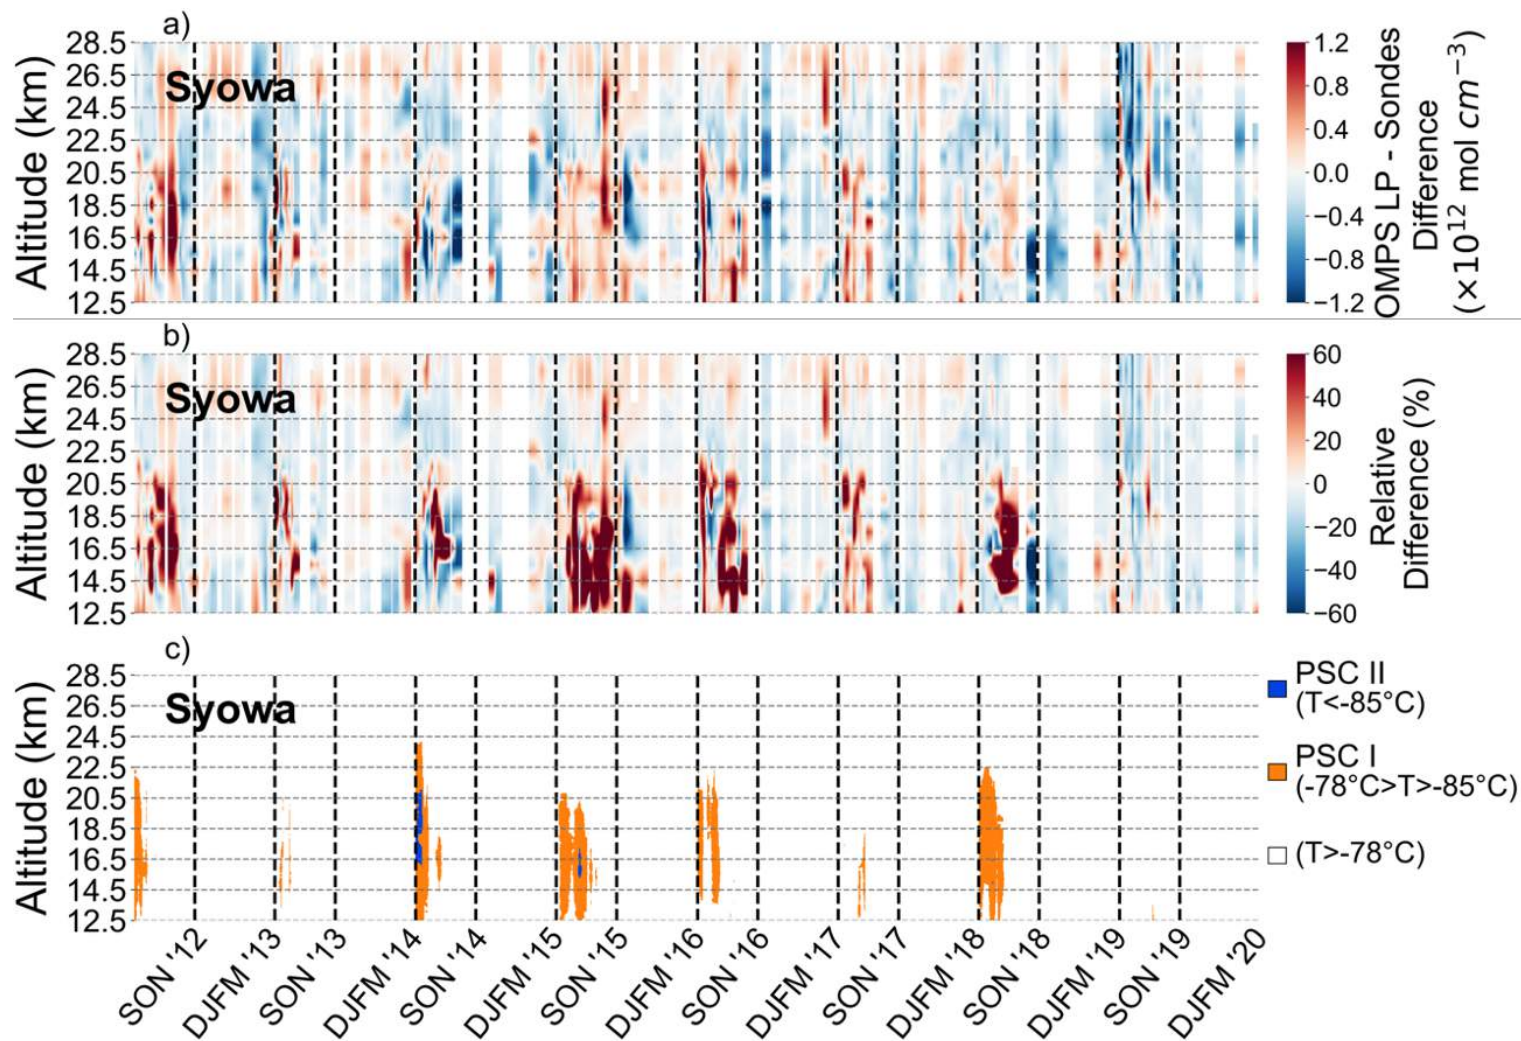 a)
28.5
26.5
24.5
22.5
20.5
18.5
16.5
14.5
12.5
Altitude (km)
Syowa
1.2
0.8
0.4
0.0
−0.4
−0.8
−1.2
OMPS LP - Sondes
Difference
(×10¹² mol cm⁻³)
b)
28.5
26.5
24.5
22.5
20.5
18.5
16.5
14.5
12.5
Altitude (km)
Syowa
60
40
20
0
−20
−40
−60
Relative
Difference (%)
c)
28.5
26.5
24.5
22.5
20.5
18.5
16.5
14.5
12.5
Altitude (km)
Syowa
PSC II
(T<-85°C)
PSC I
(-78°C>T>-85°C)
(T>-78°C)
SON '12
DJFM '13
SON '13
DJFM '14
SON '14
DJFM '15
SON '15
DJFM '16
SON '16
DJFM '17
SON '17
DJFM '18
SON '18
DJFM '19
SON '19
DJFM '20